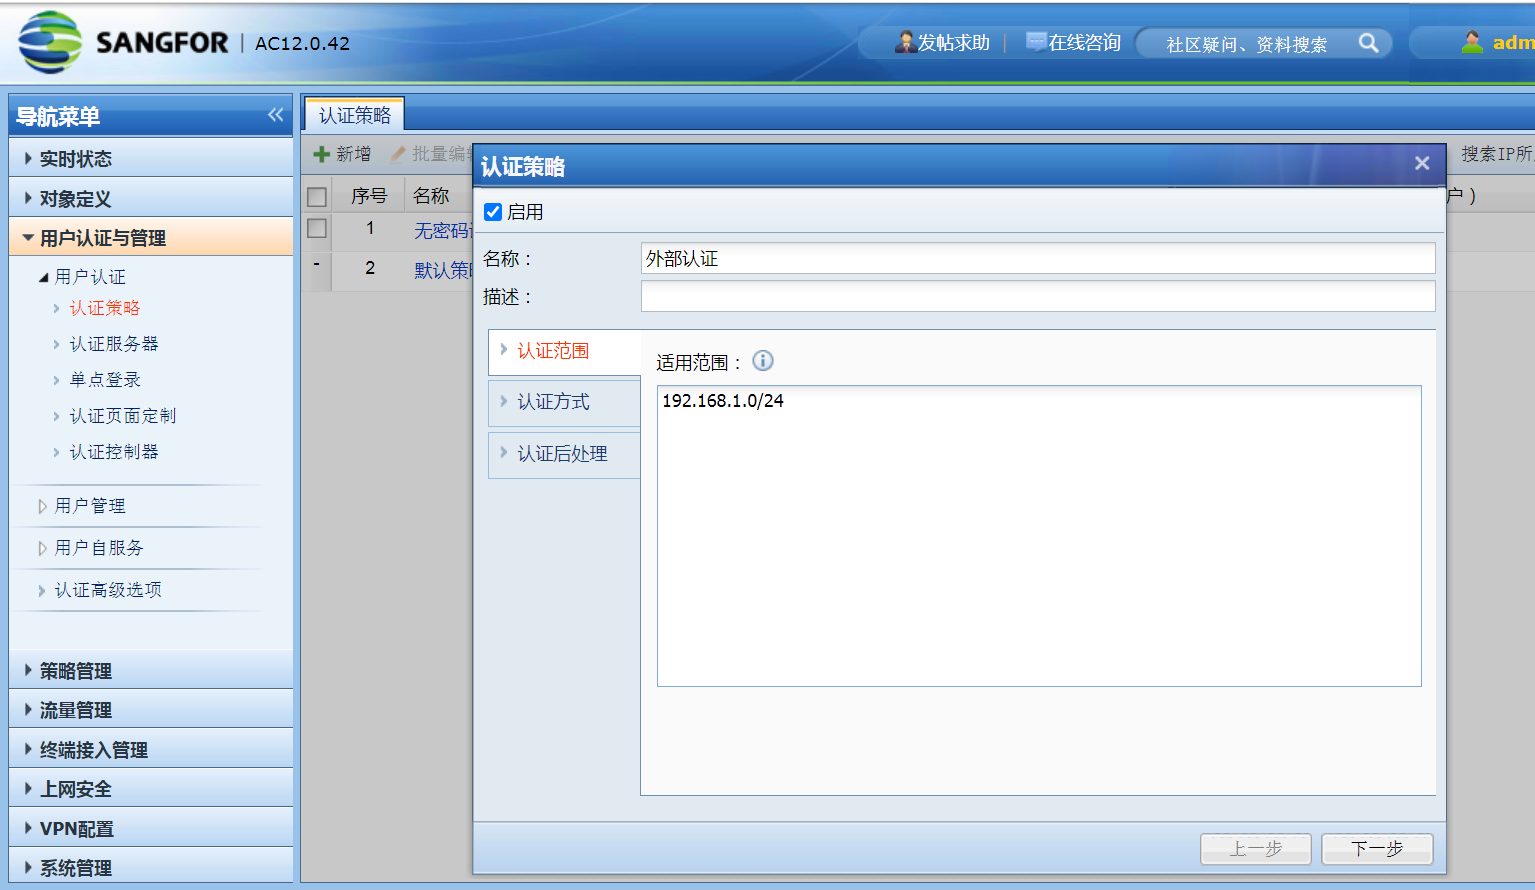 SANGFOR | AC12.0.42
发帖求助
在线咨询
社区疑问、资料搜索
adm
导航菜单
实时状态
对象定义
用户认证与管理
用户认证
认证策略
认证服务器
单点登录
认证页面定制
认证控制器
用户管理
用户自服务
认证高级选项
策略管理
流量管理
终端接入管理
上网安全
VPN配置
系统管理
认证策略
新增
批量编
搜索IP所
序号
名称
户）
1
无密码
2
默认策
认证策略
启用
名称：
外部认证
描述：
认证范围
认证方式
认证后处理
适用范围：
192.168.1.0/24
上一步
下一步